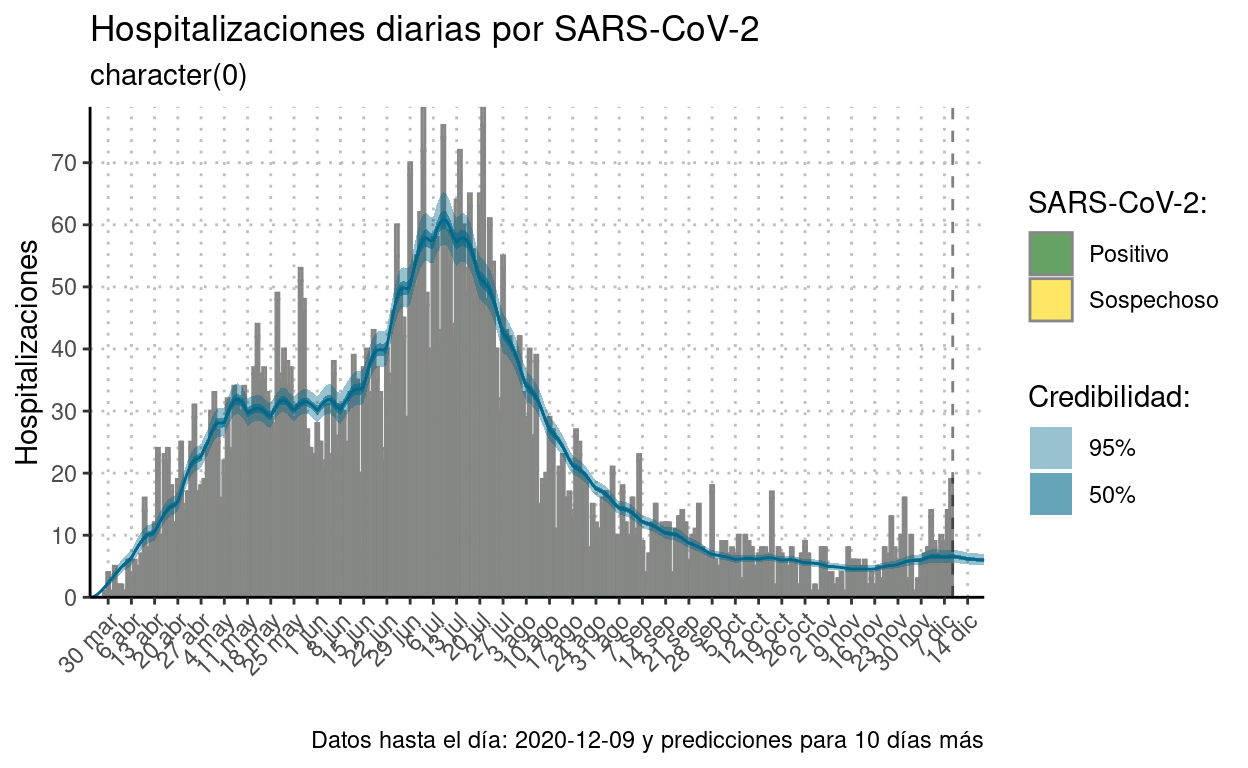 Hospitalizaciones diarias por SARS-CoV-2
character(0)
Hospitalizaciones
70
60
50
40
30
20
10
0
30 mar
6 abr
13 abr
20 abr
27 abr
4 may
11 may
18 may
25 may
1 jun
8 jun
15 jun
22 jun
29 jun
6 jul
13 jul
20 jul
27 jul
3 ago
10 ago
17 ago
24 ago
31 ago
7 sep
14 sep
21 sep
28 sep
5 oct
12 oct
19 oct
26 oct
2 nov
9 nov
16 nov
23 nov
30 nov
7 dic
14 dic
SARS-CoV-2:
Positivo
Sospechoso
Credibilidad:
95%
50%
Datos hasta el día: 2020-12-09 y predicciones para 10 días más